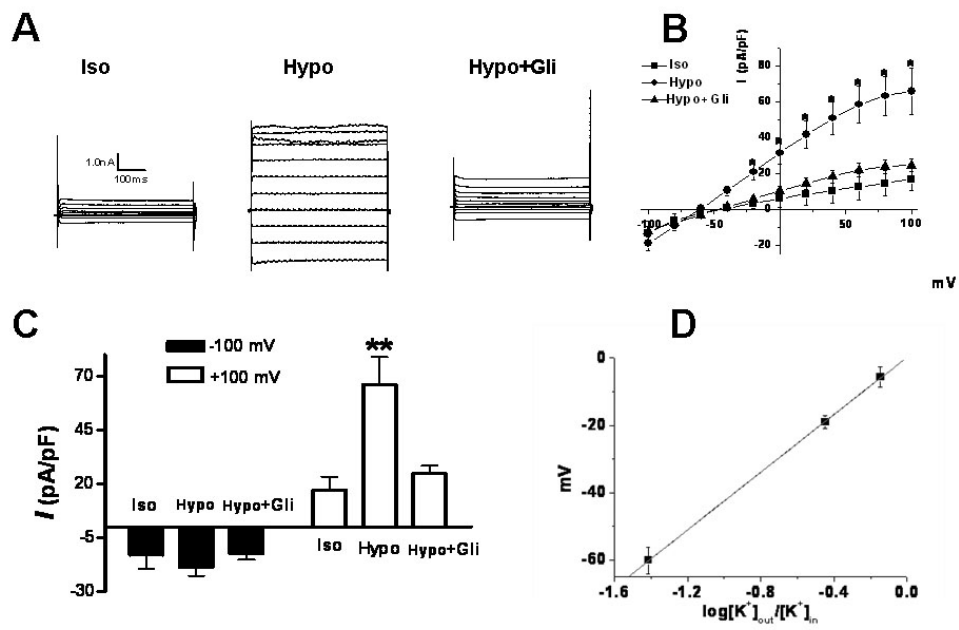 A
Iso
Hypo
Hypo+Gli
1.0nA
100ms
B
I (pA/pF)
Iso
Hypo
Hypo+Gli
80
60
40
20
0
-20
-100
-50
50
100
mV
C
-100 mV
+100 mV
**
I (pA/pF)
70
45
20
-5
-30
Iso
Hypo
Hypo+Gli
Iso
Hypo
Hypo+Gli
D
mV
0
-20
-40
-60
-1.6
-1.2
-0.8
-0.4
0.0
log[K⁺]out/[K⁺]in